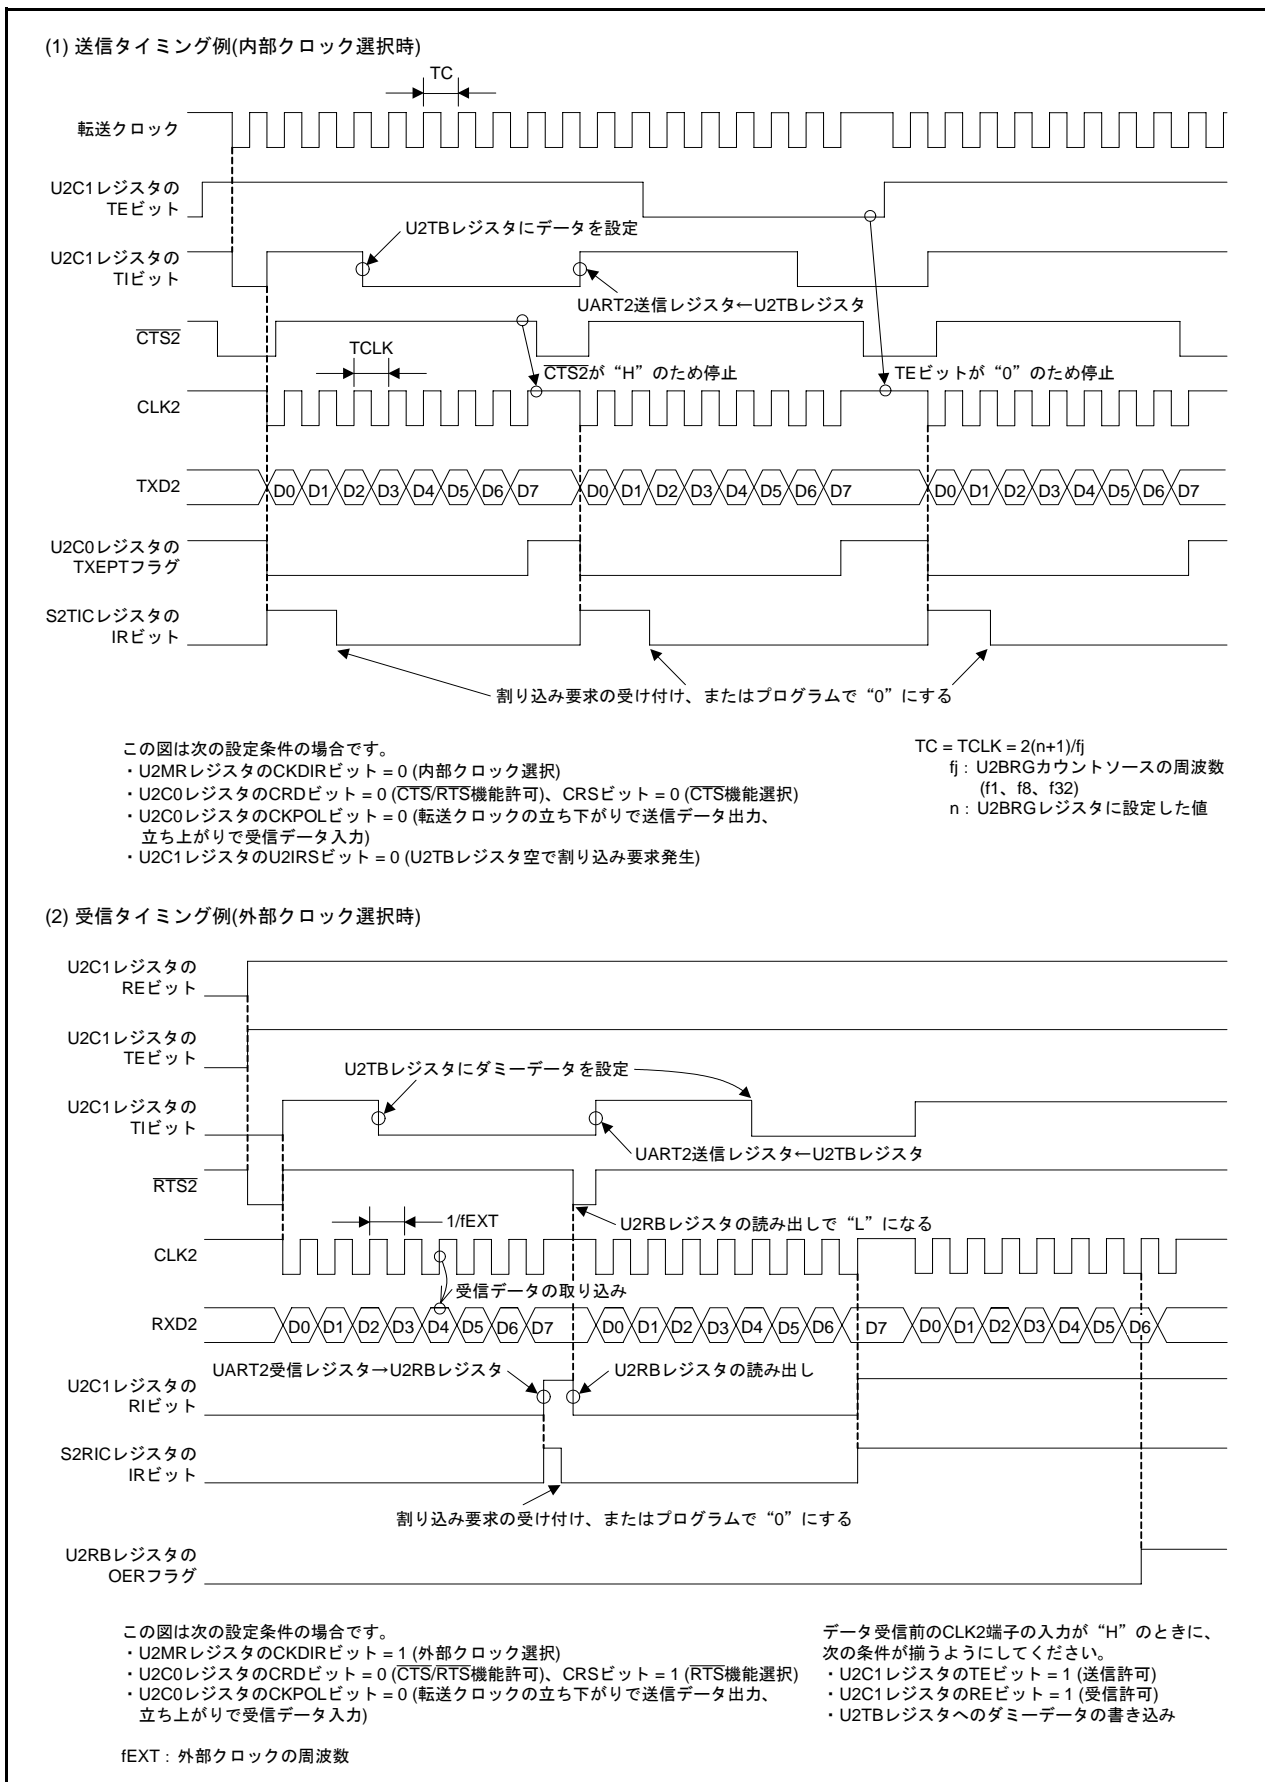 (1) 送信タイミング例(内部クロック選択時)
TC
転送クロック
U2C1レジスタの
TEビット
U2TBレジスタにデータを設定
U2C1レジスタの
TIビット
UART2送信レジスタ←U2TBレジスタ
CTS2
TCLK
CTS2が“H”のため停止
TEビットが“0”のため停止
CLK2
TXD2
D0 D1 D2 D3 D4 D5 D6 D7 D0 D1 D2 D3 D4 D5 D6 D7 D0 D1 D2 D3 D4 D5 D6 D7
U2C0レジスタの
TXEPTフラグ
S2TICレジスタの
IRビット
割り込み要求の受け付け、またはプログラムで“0”にする
この図は次の設定条件の場合です。
・U2MRレジスタのCKDIRビット = 0 (内部クロック選択)
・U2C0レジスタのCRDビット = 0 (CTS/RTS機能許可)、CRSビット = 0 (CTS機能選択)
・U2C0レジスタのCKPOLビット = 0 (転送クロックの立ち下がりで送信データ出力、
立ち上がりで受信データ入力)
・U2C1レジスタのU2IRSビット = 0 (U2TBレジスタ空で割り込み要求発生)
TC = TCLK = 2(n+1)/fj
fj : U2BRGカウントソースの周波数
(f1、f8、f32)
n : U2BRGレジスタに設定した値
(2) 受信タイミング例(外部クロック選択時)
U2C1レジスタの
REビット
U2C1レジスタの
TEビット
U2TBレジスタにダミーデータを設定
U2C1レジスタの
TIビット
UART2送信レジスタ←U2TBレジスタ
RTS2
1/fEXT
U2RBレジスタの読み出しで“L”になる
CLK2
受信データの取り込み
RXD2
D0 D1 D2 D3 D4 D5 D6 D7 D0 D1 D2 D3 D4 D5 D6 D7 D0 D1 D2 D3 D4 D5 D6
UART2受信レジスタ→U2RBレジスタ
U2RBレジスタの読み出し
U2C1レジスタの
RIビット
S2RICレジスタの
IRビット
割り込み要求の受け付け、またはプログラムで“0”にする
U2RBレジスタの
OERフラグ
この図は次の設定条件の場合です。
・U2MRレジスタのCKDIRビット = 1 (外部クロック選択)
・U2C0レジスタのCRDビット = 0 (CTS/RTS機能許可)、CRSビット = 1 (RTS機能選択)
・U2C0レジスタのCKPOLビット = 0 (転送クロックの立ち下がりで送信データ出力、
立ち上がりで受信データ入力)
fEXT : 外部クロックの周波数
データ受信前のCLK2端子の入力が“H”のときに、
次の条件が揃うようにしてください。
・U2C1レジスタのTEビット = 1 (送信許可)
・U2C1レジスタのREビット = 1 (受信許可)
・U2TBレジスタへのダミーデータの書き込み